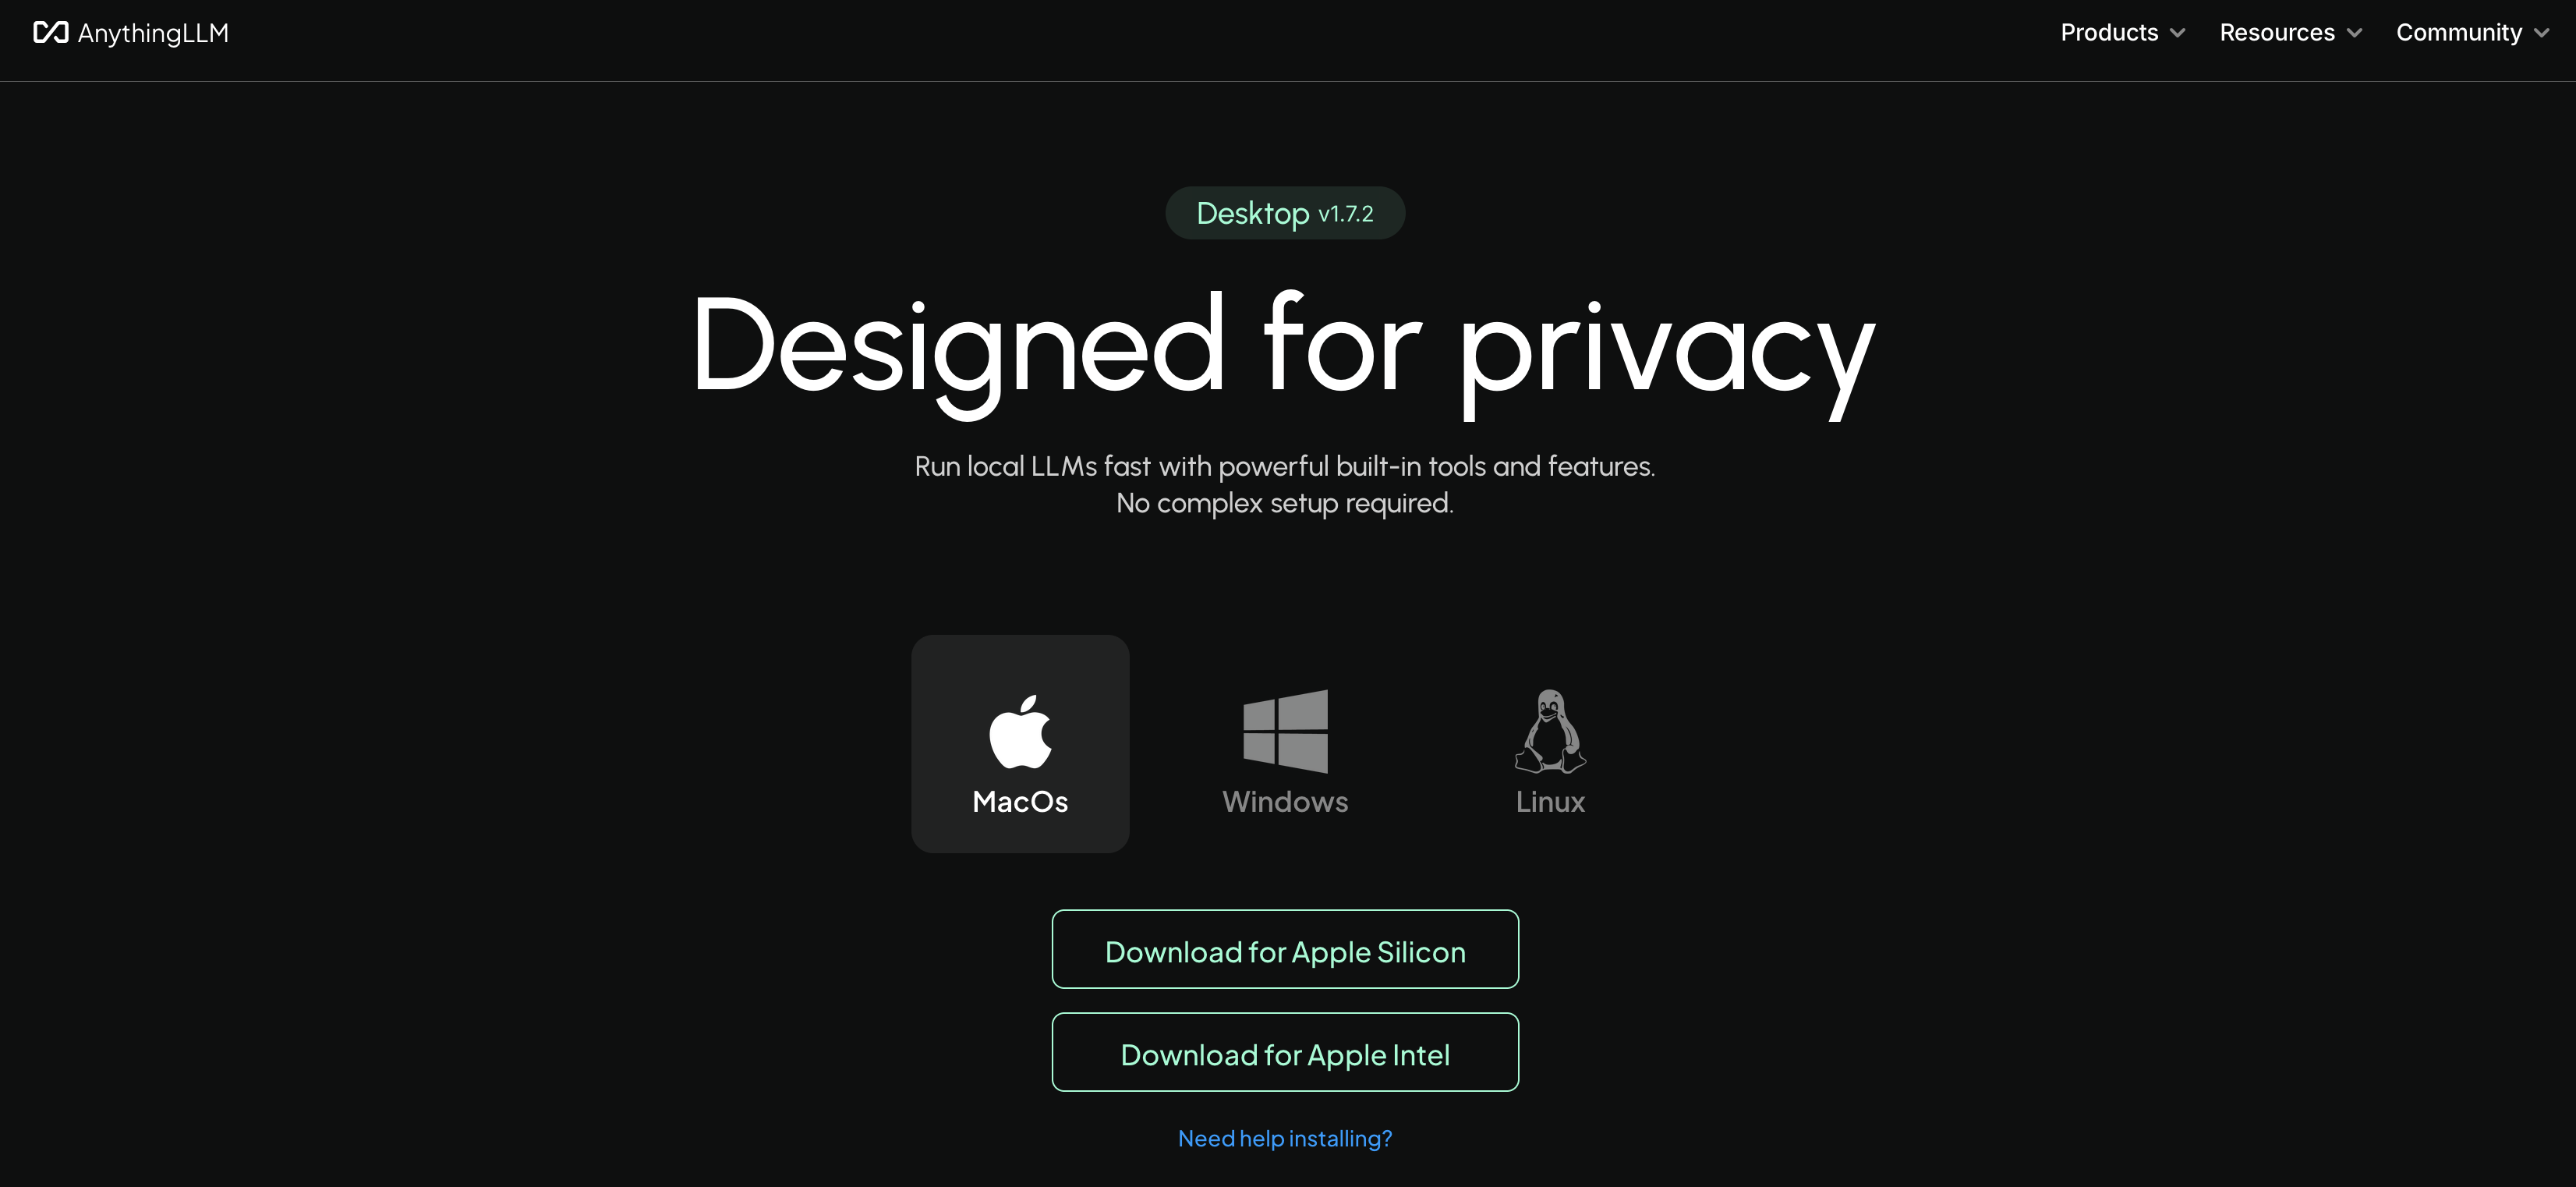 AnythingLLM
Products
Resources
Community
Desktop v1.7.2
Designed for privacy
Run local LLMs fast with powerful built-in tools and features.
No complex setup required.
MacOs
Windows
Linux
Download for Apple Silicon
Download for Apple Intel
Need help installing?